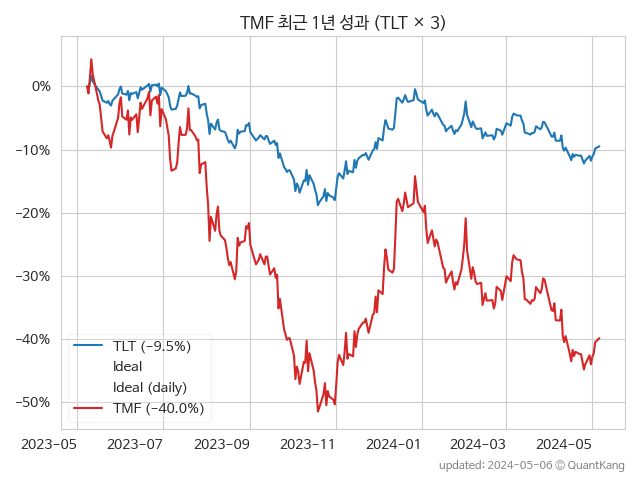 TMF 최근 1년 성과 (TLT × 3)
0%
−10%
−20%
−30%
−40%
−50%
TLT (−9.5%)
Ideal
Ideal (daily)
TMF (−40.0%)
2023-05 2023-07 2023-09 2023-11 2024-01 2024-03 2024-05
updated: 2024-05-06 © QuantKang